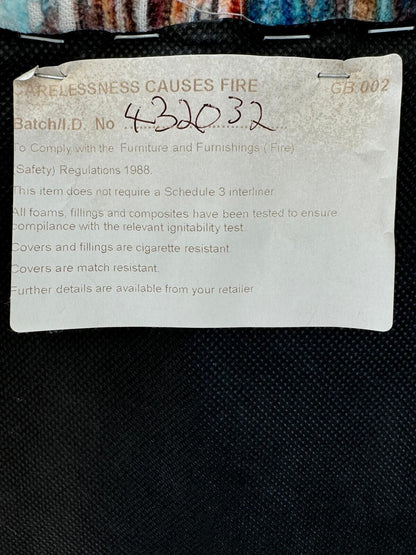 CARELESSNESS CAUSES FIRE GB.002
Batch/I.D. No 432032
To Comply with the Furniture and Furnishings ( Fire)
(Safety) Regulations 1988.
This item does not require a Schedule 3 interliner.
All foams, fillings and composites have been tested to ensure
compilance with the relevant ignitability test
Covers and fillings are cigarette resistant.
Covers are match resistant.
Further details are available from your retailer